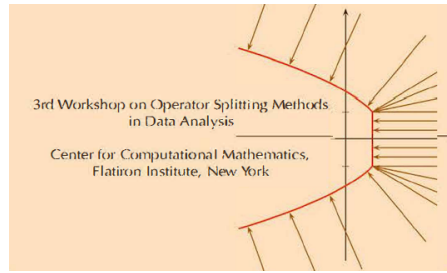 3rd Workshop on Operator Splitting Methods
in Data Analysis
Center for Computational Mathematics,
Flatiron Institute, New York